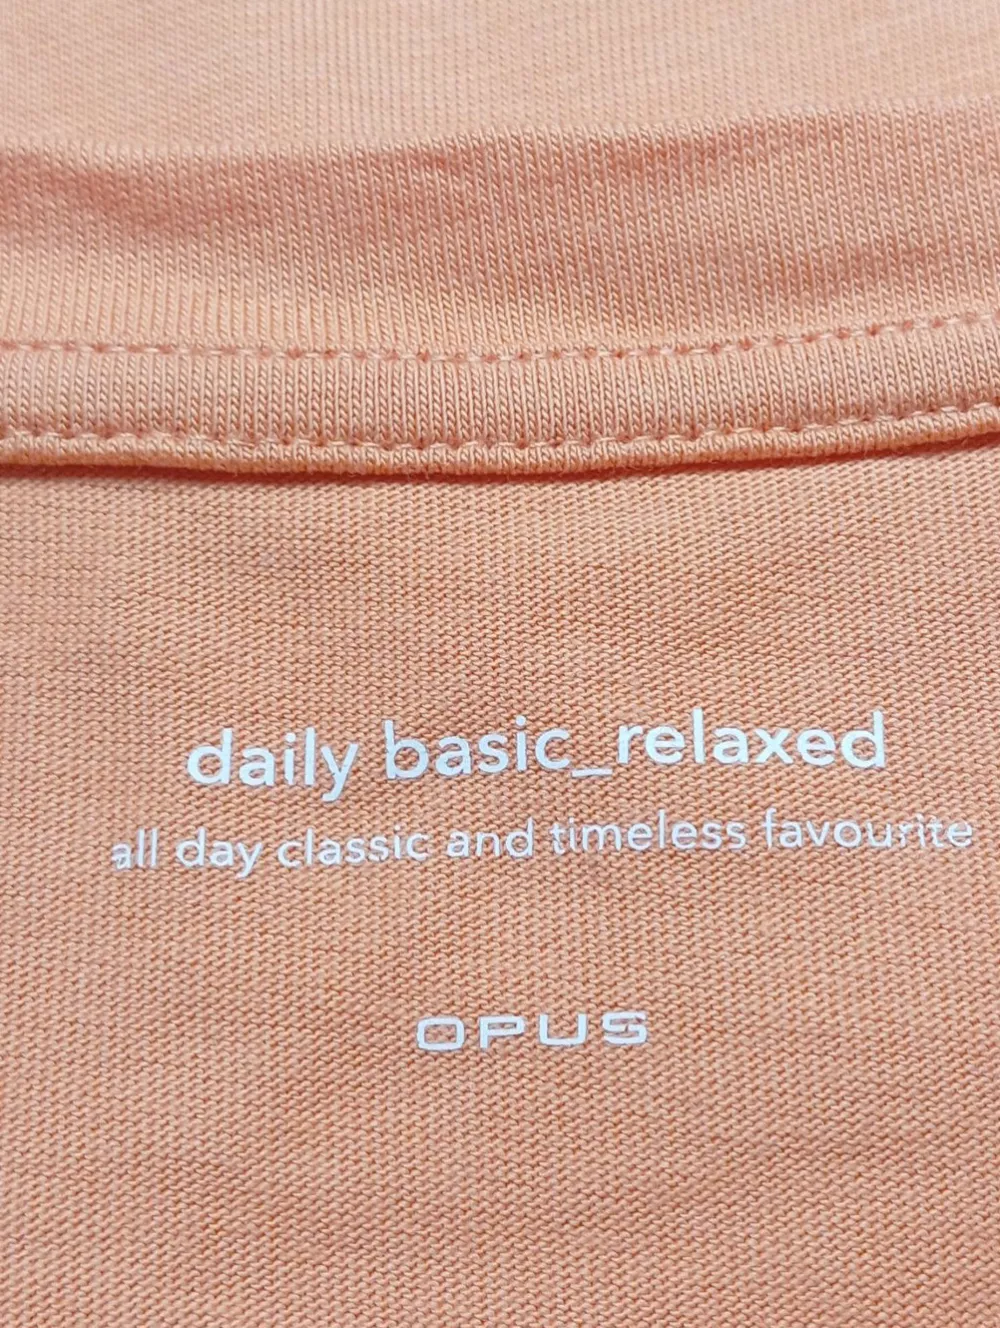 daily basic_relaxed
all day classic and timeless favourite
OPUS